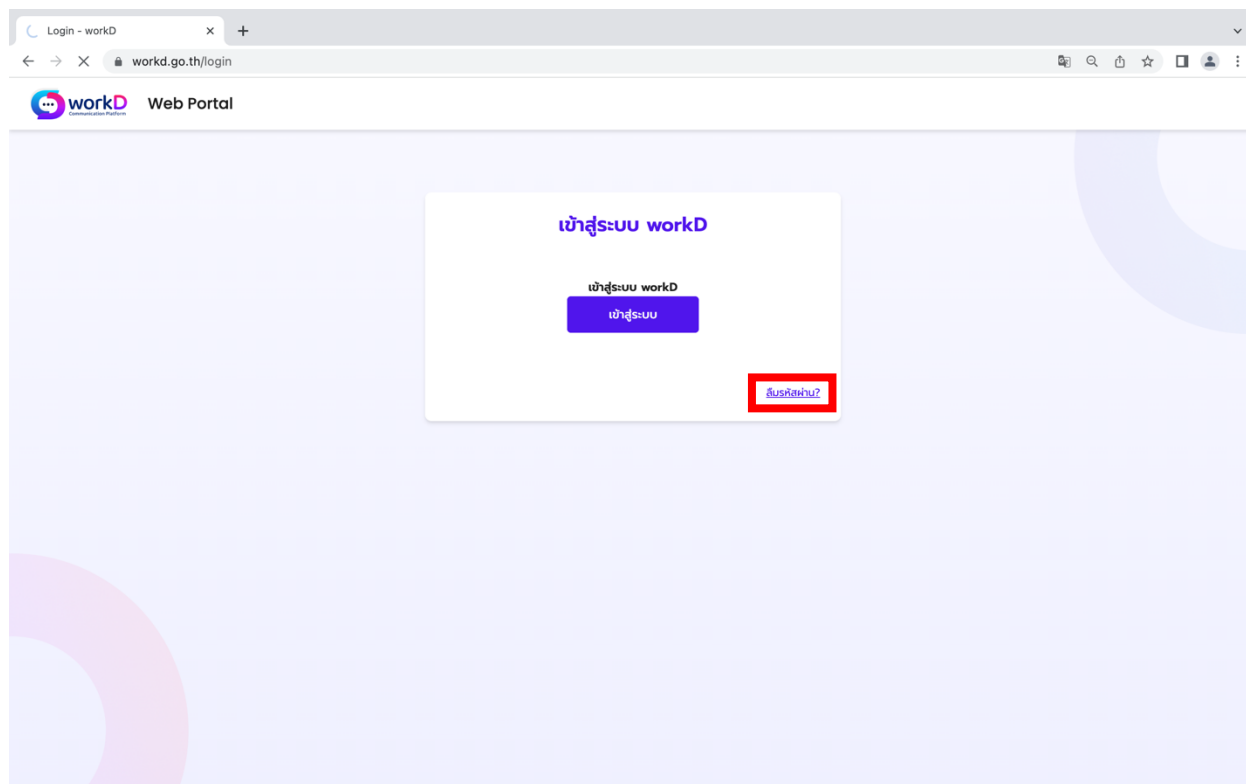 Login - workD
workd.go.th/login
workD
Communication Platform
Web Portal
เข้าสู่ระบบ workD
เข้าสู่ระบบ workD
เข้าสู่ระบบ
ลืมรหัสผ่าน?